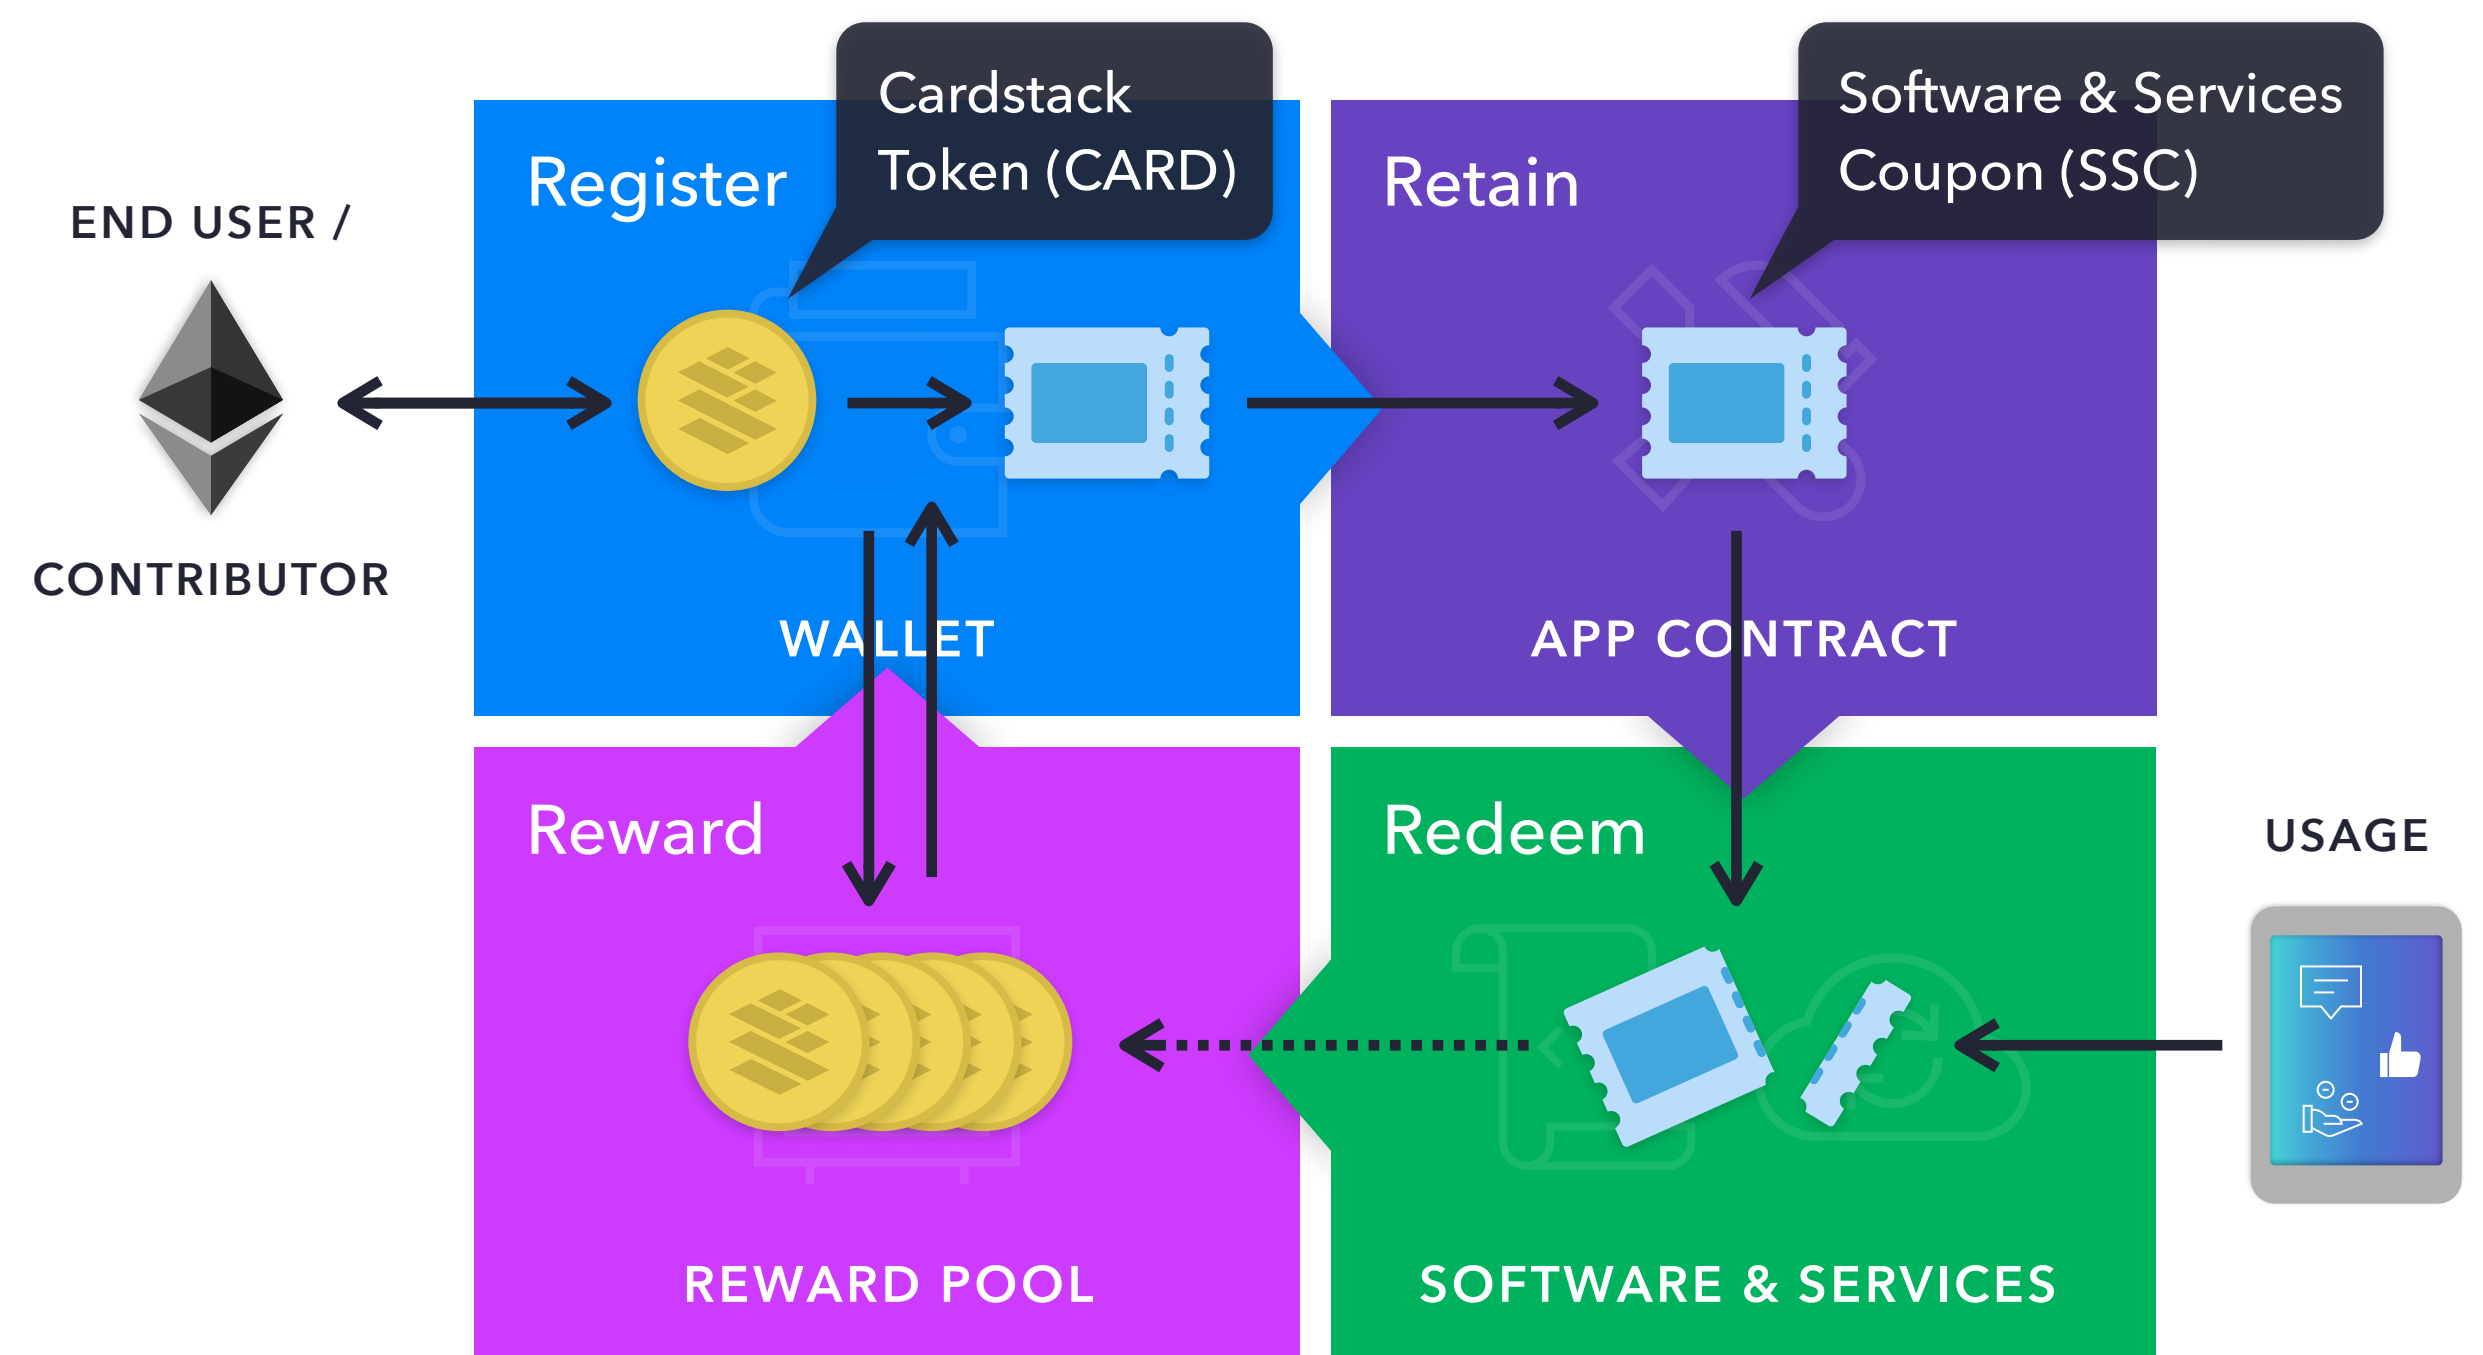 Cardstack
Token (CARD)
Software & Services
Coupon (SSC)
Register
Retain
END USER /
CONTRIBUTOR
WALLET
APP CONTRACT
Reward
Redeem
USAGE
REWARD POOL
SOFTWARE & SERVICES